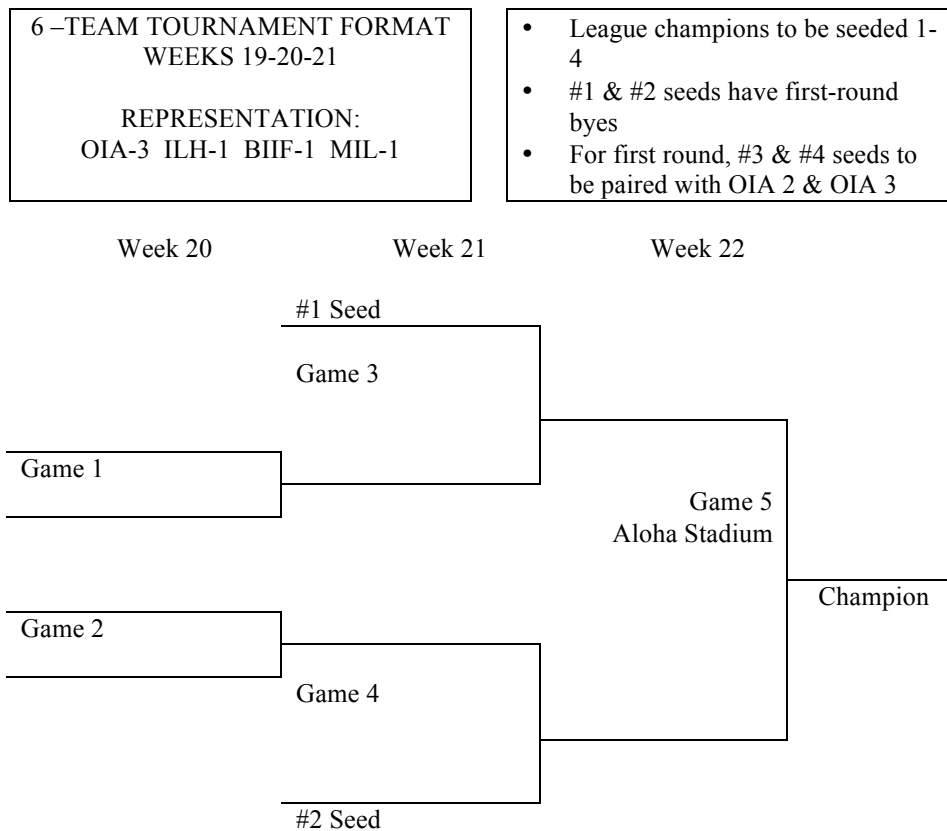 6 –TEAM TOURNAMENT FORMAT
WEEKS 19-20-21
REPRESENTATION:
OIA-3 ILH-1 BIIF-1 MIL-1
• League champions to be seeded 1-
4
• #1 & #2 seeds have first-round
byes
• For first round, #3 & #4 seeds to
be paired with OIA 2 & OIA 3
Week 20 Week 21 Week 22
#1 Seed
Game 3
Game 1
Game 5
Aloha Stadium
Champion
Game 2
Game 4
#2 Seed